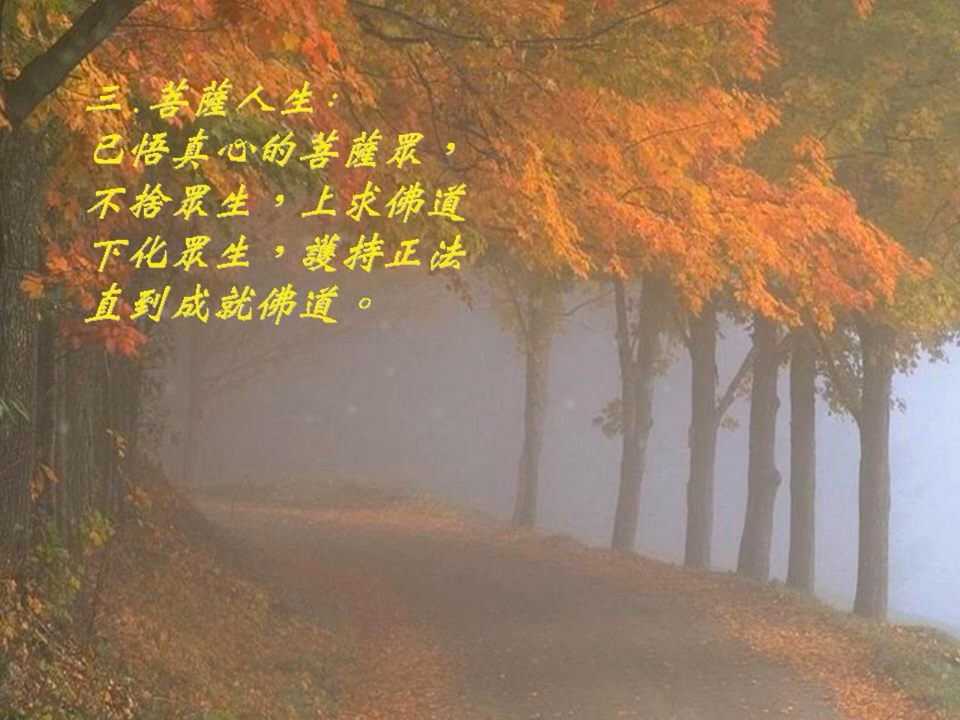 三.菩薩人生:
已悟真心的菩薩眾，
不捨眾生，上求佛道
下化眾生，護持正法
直到成就佛道。